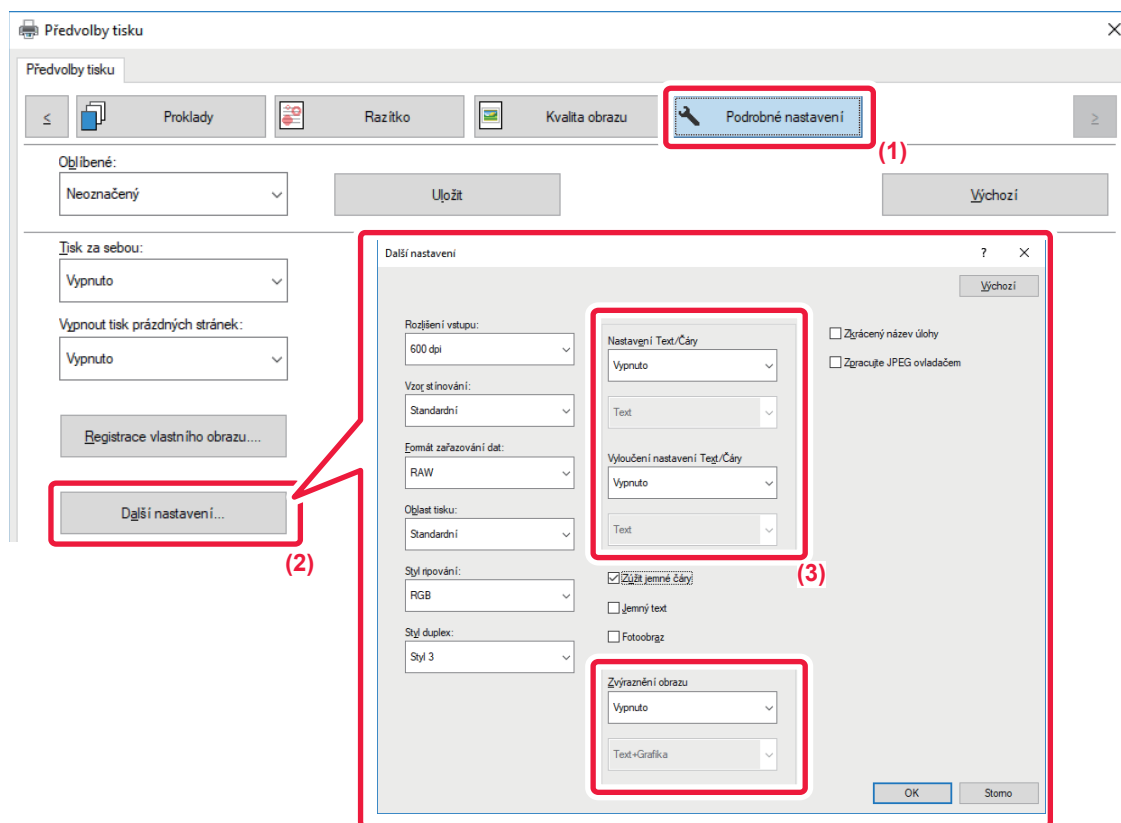 Předvolby tisku
Předvolby tisku
<
Proklady
Razítko
Kvalita obrazu
Podrobné nastavení
>
(1)
Oblíbené:
Neoznačený
Uložit
Výchozí
Tisk za sebou:
Vypnuto
Vypnout tisk prázdných stránek:
Vypnuto
Registrace vlastního obrazu....
Další nastavení...
(2)
Další nastavení
?
Výchozí
Rozlišení vstupu:
600 dpi
Vzor stínování:
Standardní
Formát zařazování dat:
RAW
Oblast tisku:
Standardní
Styl ripování:
RGB
Styl duplex:
Styl 3
Nastavení Text/Čáry
Vypnuto
Text
Vyloučení nastavení Text/Čáry
Vypnuto
Text
(3)
Zúžit jemné čáry
Jemný text
Fotoobraz
Zvýraznění obrazu
Vypnuto
Text+Grafika
Zkrácený název úlohy
Zpracujte JPEG ovladačem
OK
Storno